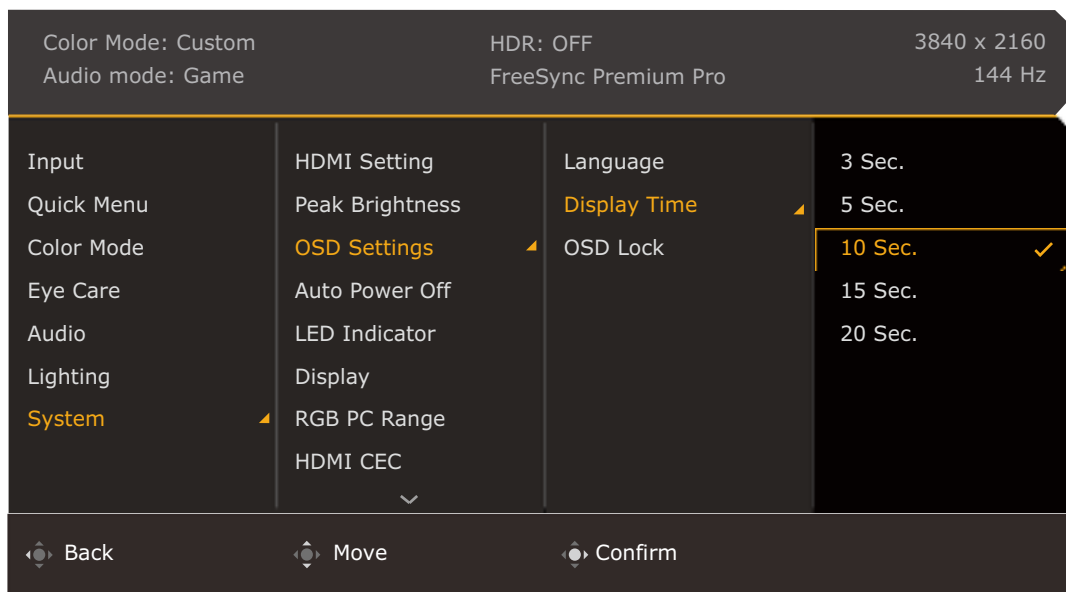 Color Mode: Custom
Audio mode: Game
HDR: OFF
FreeSync Premium Pro
3840 x 2160
144 Hz
Input
Quick Menu
Color Mode
Eye Care
Audio
Lighting
System
HDMI Setting
Peak Brightness
OSD Settings
Auto Power Off
LED Indicator
Display
RGB PC Range
HDMI CEC
Language
Display Time
OSD Lock
3 Sec.
5 Sec.
10 Sec.
15 Sec.
20 Sec.
Back
Move
Confirm